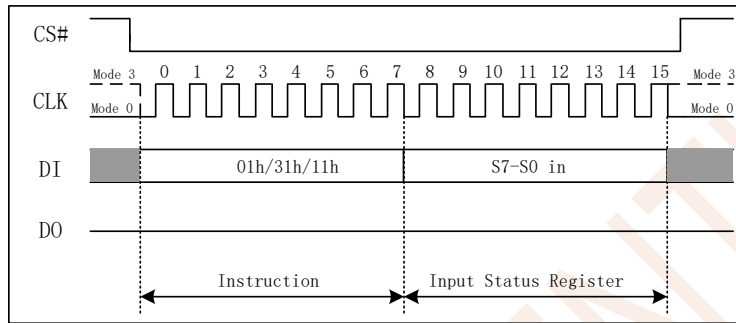 CS#
Mode 3 0 1 2 3 4 5 6 7 8 9 10 11 12 13 14 15 Mode 3
CLK
Mode 0 Mode 0
DI 01h/31h/11h S7-S0 in
DO
Instruction Input Status Register